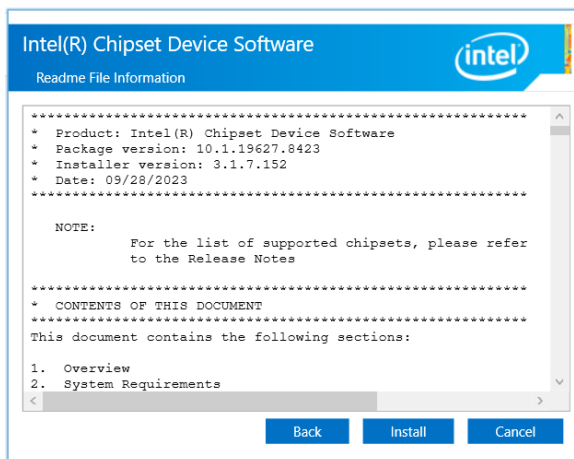 Intel(R) Chipset Device Software
Readme File Information
intel
************************************************************
*  Product: Intel(R) Chipset Device Software
*  Package version: 10.1.19627.8423
*  Installer version: 3.1.7.152
*  Date: 09/28/2023
************************************************************
NOTE:
For the list of supported chipsets, please refer
to the Release Notes
************************************************************
*  CONTENTS OF THIS DOCUMENT
************************************************************
This document contains the following sections:
1.  Overview
2.  System Requirements
Back Install Cancel